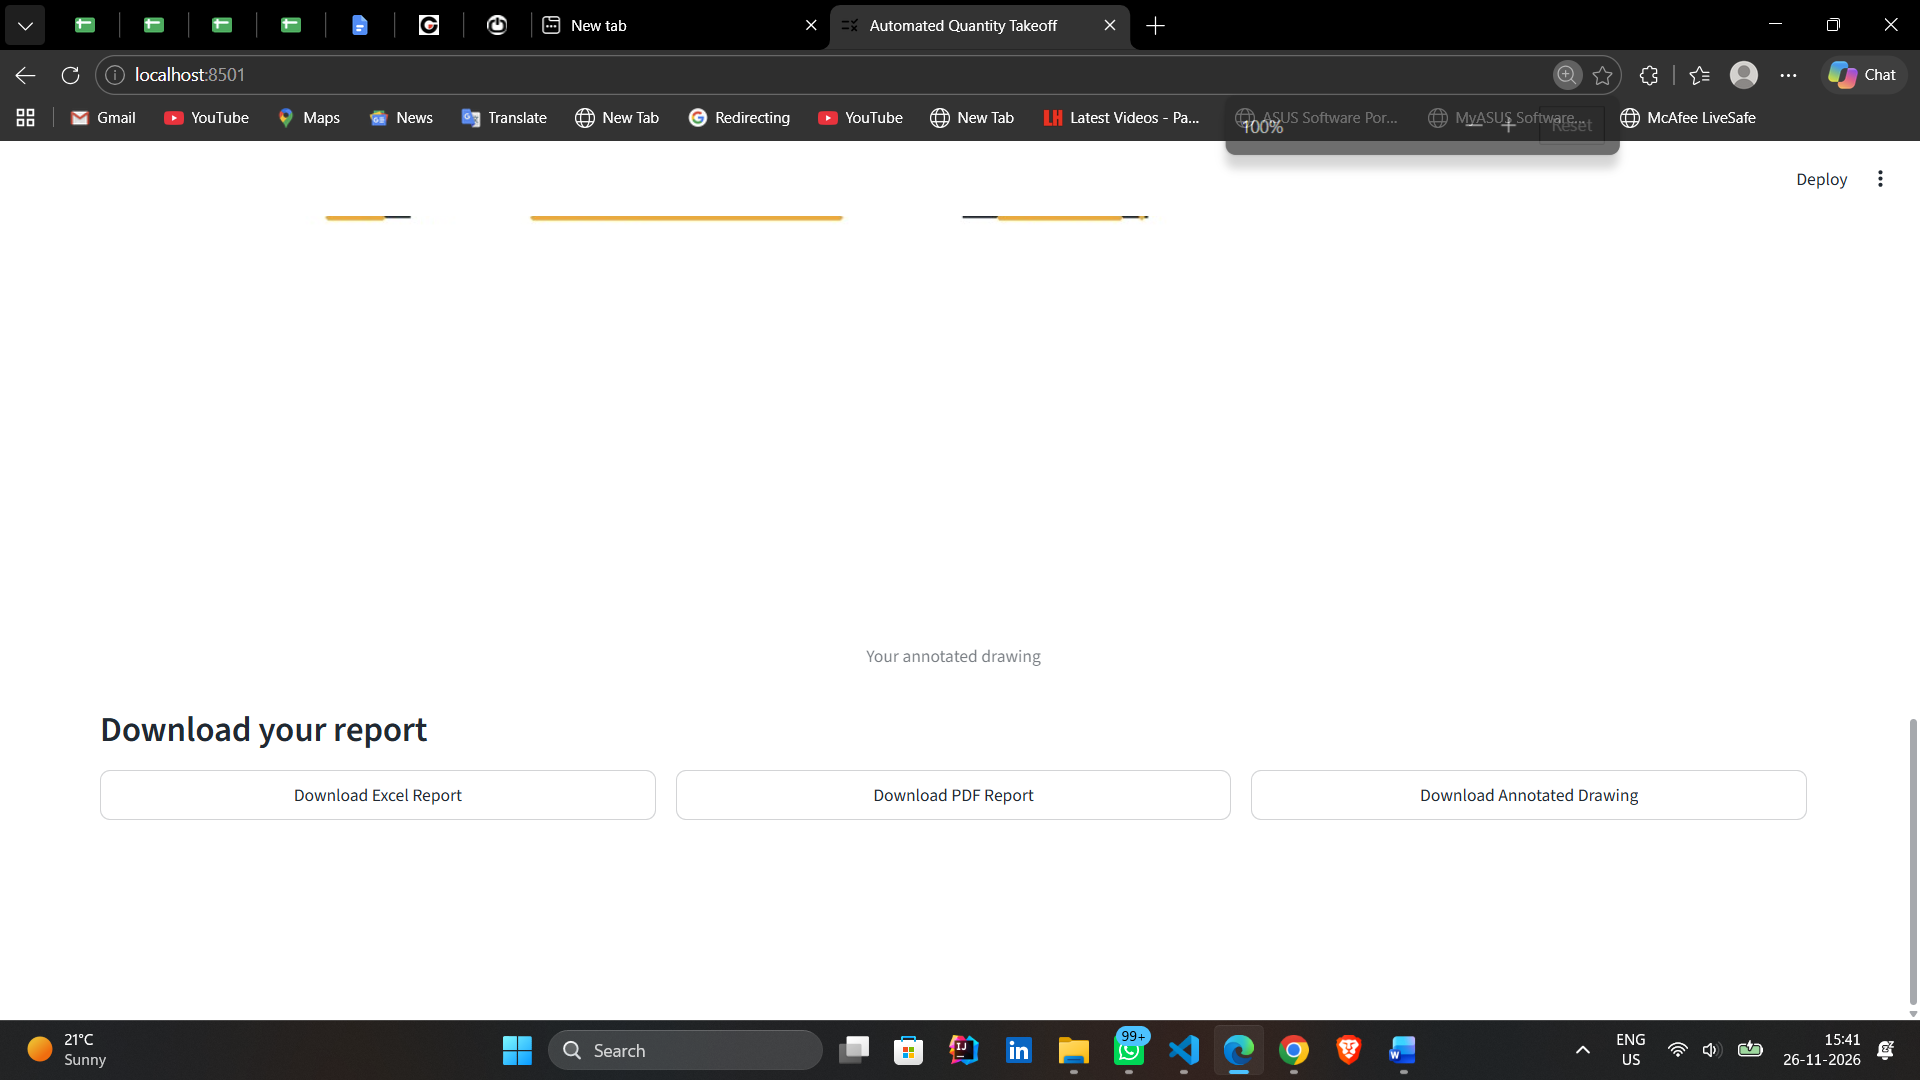 New tab
Automated Quantity Takeoff
localhost:8501
Chat
Gmail
YouTube
Maps
News
Translate
New Tab
Redirecting
YouTube
New Tab
Latest Videos - Pa...
ASUS Software Por...
MyASUS Software...
McAfee LiveSafe
100%
Reset
Deploy
Your annotated drawing
Download your report
Download Excel Report
Download PDF Report
Download Annotated Drawing
21°C
Sunny
Search
99+
ENG
US
15:41
26-11-2026